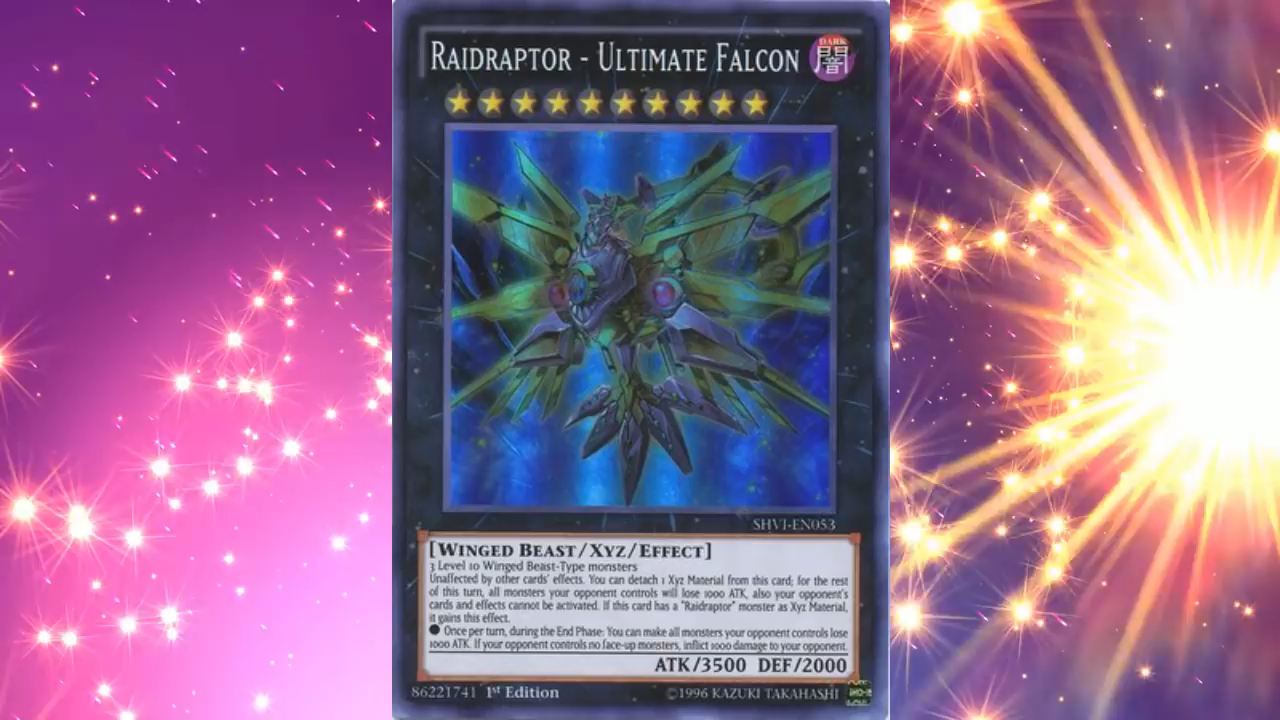 RAIDRAPTOR - ULTIMATE FALCON
DARK
闇
SHVI-EN053
[WINGED BEAST/XYZ/EFFECT]
3 Level 10 Winged Beast-Type monsters
Unaffected by other cards' effects. You can detach 1 Xyz Material from this card; for the rest
of this turn, all monsters your opponent controls will lose 1000 ATK, also your opponent's
cards and effects cannot be activated. If this card has a "Raidraptor" monster as Xyz Material,
it gains this effect.
● Once per turn, during the End Phase: You can make all monsters your opponent controls lose
1000 ATK. If your opponent controls no face-up monsters, inflict 1000 damage to your opponent.
ATK/3500 DEF/2000
86221741 1st Edition
©1996 KAZUKI TAKAHASHI